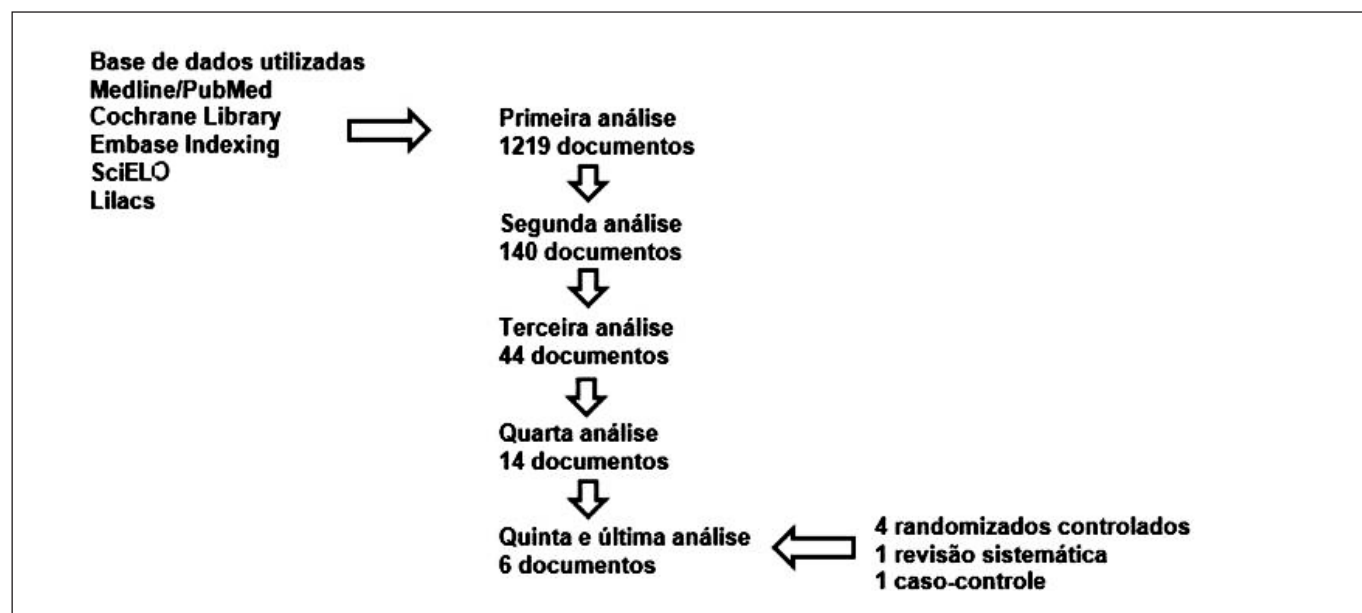 Base de dados utilizadas
Medline/PubMed
Cochrane Library
Embase Indexing
SciELO
Lilacs
Primeira análise
1219 documentos
Segunda análise
140 documentos
Terceira análise
44 documentos
Quarta análise
14 documentos
Quinta e última análise
6 documentos
4 randomizados controlados
1 revisão sistemática
1 caso-controle